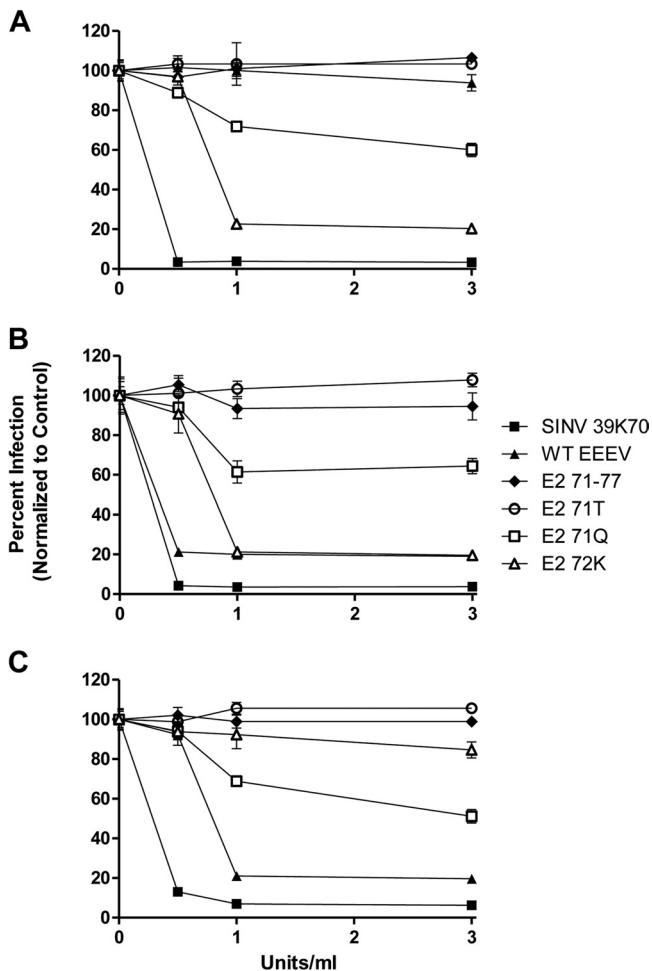 A
120
100
80
60
40
20
0
0 1 2 3
B
120
100
80
60
40
20
0
0 1 2 3
Percent Infection
(Normalized to Control)
SINV 39K70
WT EEEV
E2 71-77
E2 71T
E2 71Q
E2 72K
C
120
100
80
60
40
20
0
0 1 2 3
Units/ml